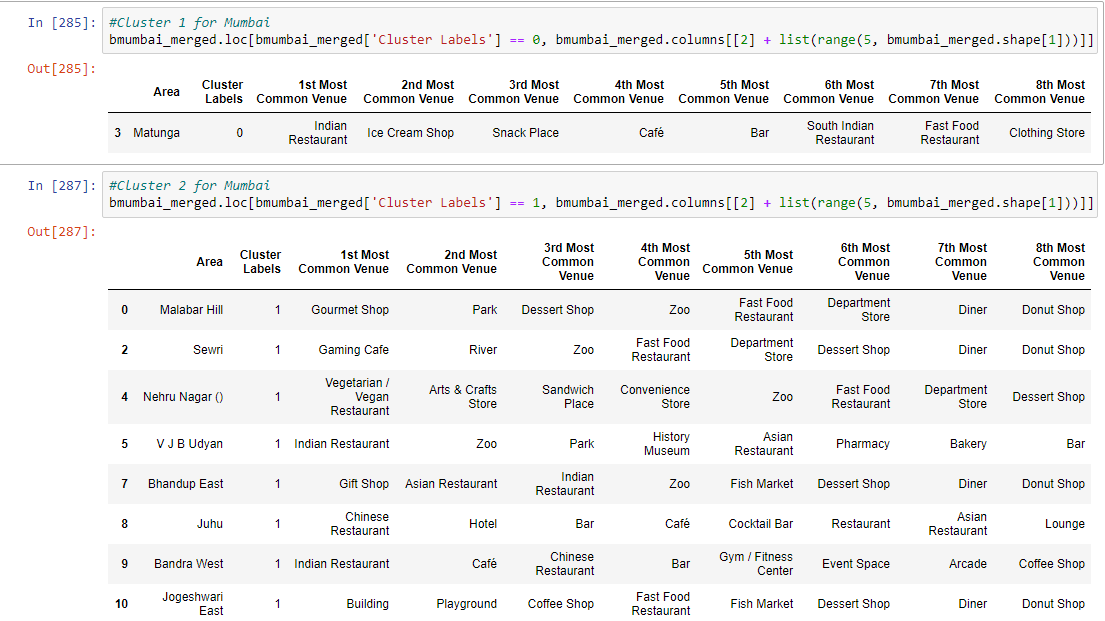 In [285]:
#Cluster 1 for Mumbai
bmumbai_merged.loc[bmumbai_merged['Cluster Labels'] == 0, bmumbai_merged.columns[[2] + list(range(5, bmumbai_merged.shape[1]))]]
Out[285]:
Area Cluster Labels 1st Most Common Venue 2nd Most Common Venue 3rd Most Common Venue 4th Most Common Venue 5th Most Common Venue 6th Most Common Venue 7th Most Common Venue 8th Most Common Venue
3 Matunga 0 Indian Restaurant Ice Cream Shop Snack Place Café Bar South Indian Restaurant Fast Food Restaurant Clothing Store
In [287]:
#Cluster 2 for Mumbai
bmumbai_merged.loc[bmumbai_merged['Cluster Labels'] == 1, bmumbai_merged.columns[[2] + list(range(5, bmumbai_merged.shape[1]))]]
Out[287]:
Area Cluster Labels 1st Most Common Venue 2nd Most Common Venue 3rd Most Common Venue 4th Most Common Venue 5th Most Common Venue 6th Most Common Venue 7th Most Common Venue 8th Most Common Venue
0 Malabar Hill 1 Gourmet Shop Park Dessert Shop Zoo Fast Food Restaurant Department Store Diner Donut Shop
2 Sewri 1 Gaming Cafe River Zoo Fast Food Restaurant Department Store Dessert Shop Diner Donut Shop
4 Nehru Nagar () 1 Vegetarian / Vegan Restaurant Arts & Crafts Store Sandwich Place Convenience Store Zoo Fast Food Restaurant Department Store Dessert Shop
5 V J B Udyan 1 Indian Restaurant Zoo Park History Museum Asian Restaurant Pharmacy Bakery Bar
7 Bhandup East 1 Gift Shop Asian Restaurant Indian Restaurant Zoo Fish Market Dessert Shop Diner Donut Shop
8 Juhu 1 Chinese Restaurant Hotel Bar Café Cocktail Bar Restaurant Asian Restaurant Lounge
9 Bandra West 1 Indian Restaurant Café Chinese Restaurant Bar Gym / Fitness Center Event Space Arcade Coffee Shop
10 Jogeshwari East 1 Building Playground Coffee Shop Fast Food Restaurant Fish Market Dessert Shop Diner Donut Shop